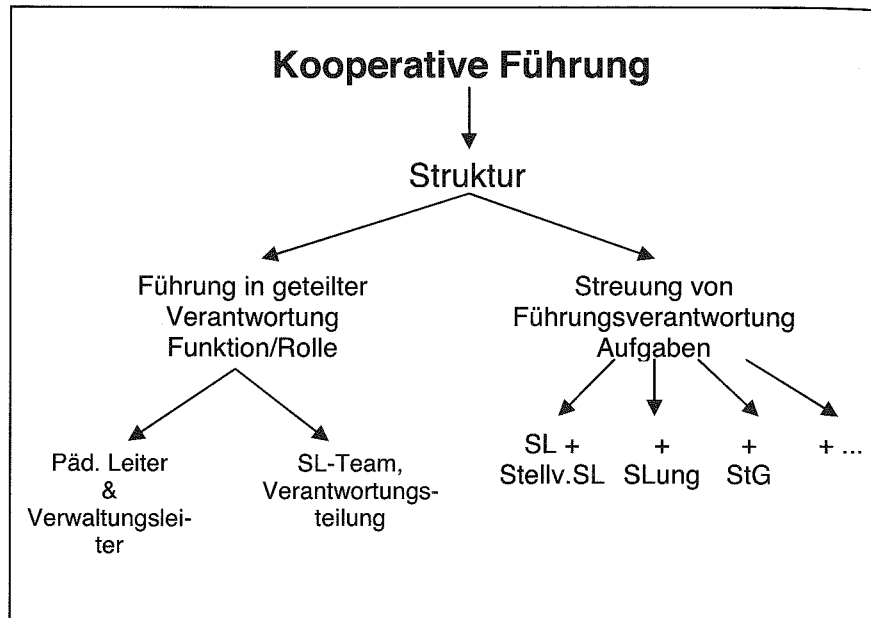 Kooperative Führung
Struktur
Führung in geteilter
Verantwortung
Funktion/Rolle
Streuung von
Führungsverantwortung
Aufgaben
Päd. Leiter
&
Verwaltungslei-
ter
SL-Team,
Verantwortungs-
teilung
SL +
Stellv.SL
+
SLung
+
StG
+ ...